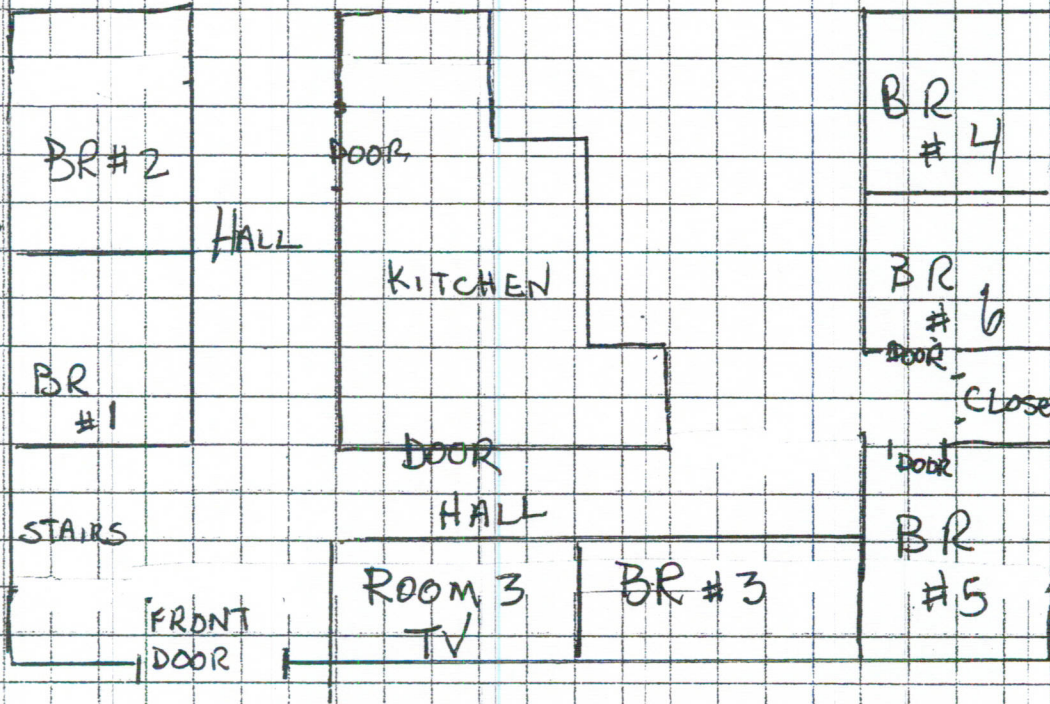 BR
# 4
BR # 2
DOOR
HALL
KITCHEN
BR
# 6
DOOR
BR
# 1
CLOSE
DOOR
DOOR
HALL
STAIRS
BR
# 5
ROOM 3
TV
BR # 3
FRONT
DOOR